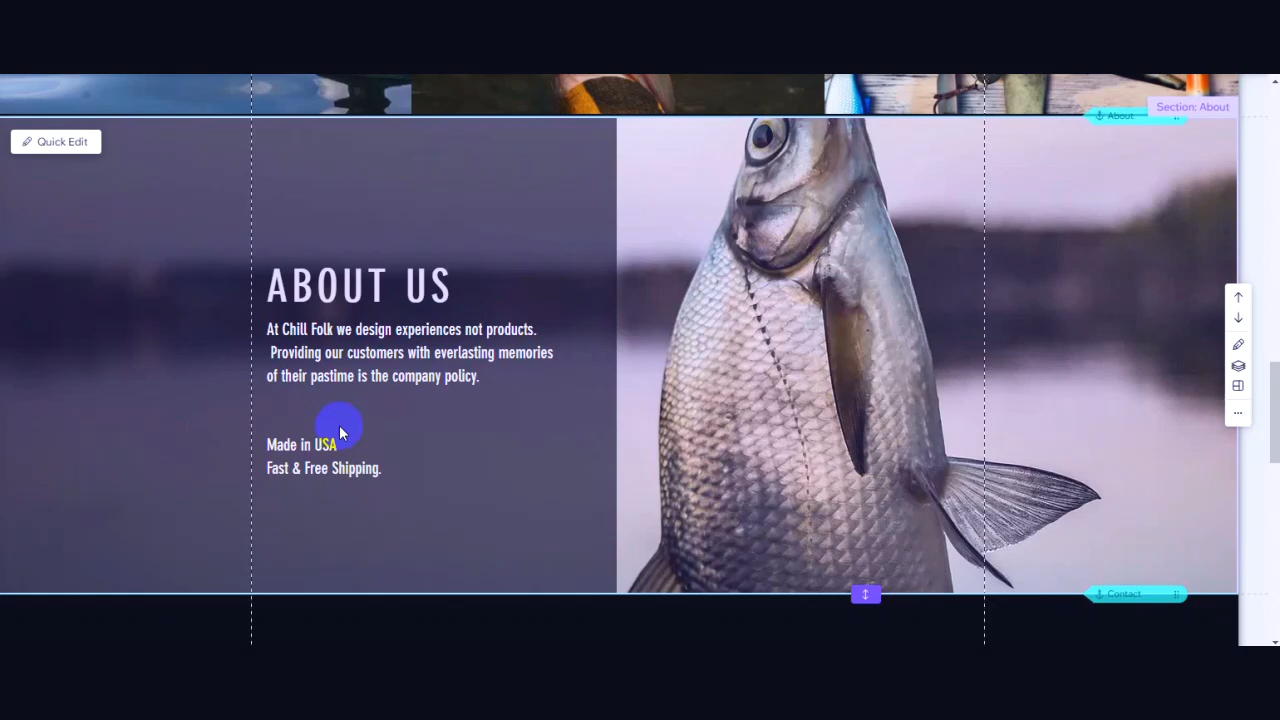 Section: About
About
Quick Edit
ABOUT US
At Chill Folk we design experiences not products.
Providing our customers with everlasting memories
of their pastime is the company policy.
Made in USA
Fast & Free Shipping.
Contact